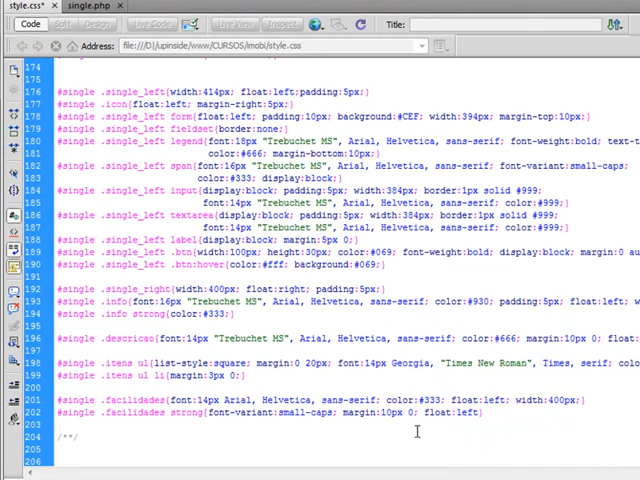 style.css* × single.php ×
Code Split Design Live Code Live View Inspect Title:
Address: file:///D|/upinside/www/CURSOS/imobi/style.css
174
175
176 #single .single_left{width:414px; float:left;padding:5px;}
177 #single .icon{float:left; margin-right:5px;}
178 #single .single_left form{float:left; padding:10px; background:#CEF; width:394px; margin-top:10px;}
179 #single .single_left fieldset{border:none;}
180 #single .single_left legend{font:18px "Trebuchet MS", Arial, Helvetica, sans-serif; font-weight:bold; text-t
181 color:#666; margin-bottom:10px;}
182 #single .single_left span{font:16px "Trebuchet MS", Arial, Helvetica, sans-serif; font-variant:small-caps;
183 color:#333; display:block;}
184 #single .single_left input{display:block; padding:5px; width:384px; border:1px solid #999;
185 font:14px "Trebuchet MS", Arial, Helvetica, sans-serif; color:#999;}
186 #single .single_left textarea{display:block; padding:5px; width:384px; border:1px solid #999;
187 font:14px "Trebuchet MS", Arial, Helvetica, sans-serif; color:#999;}
188 #single .single_left label{display:block; margin:5px 0;}
189 #single .single_left .btn{width:100px; height:30px; color:#069; font-weight:bold; display:block; margin:0 au
190 #single .single_left .btn:hover{color:#fff; background:#069;}
191
192 #single .single_right{width:400px; float:right; padding:5px;}
193 #single .info{font:16px "Trebuchet MS", Arial, Helvetica, sans-serif; color:#930; padding:5px; float:left; w
194 #single .info strong{color:#333;}
195
196 #single .descricao{font:14px "Trebuchet MS", Arial, Helvetica, sans-serif; color:#666; margin:10px 0; float:
197
198 #single .itens ul{list-style:square; margin:0 20px; font:14px Georgia, "Times New Roman", Times, serif; colo
199 #single .itens ul li{margin:3px 0;}
200
201 #single .facilidades{font:14px Arial, Helvetica, sans-serif; color:#333; float:left; width:400px;}
202 #single .facilidades strong{font-variant:small-caps; margin:10px 0; float:left}
203
204 /**/
205
206